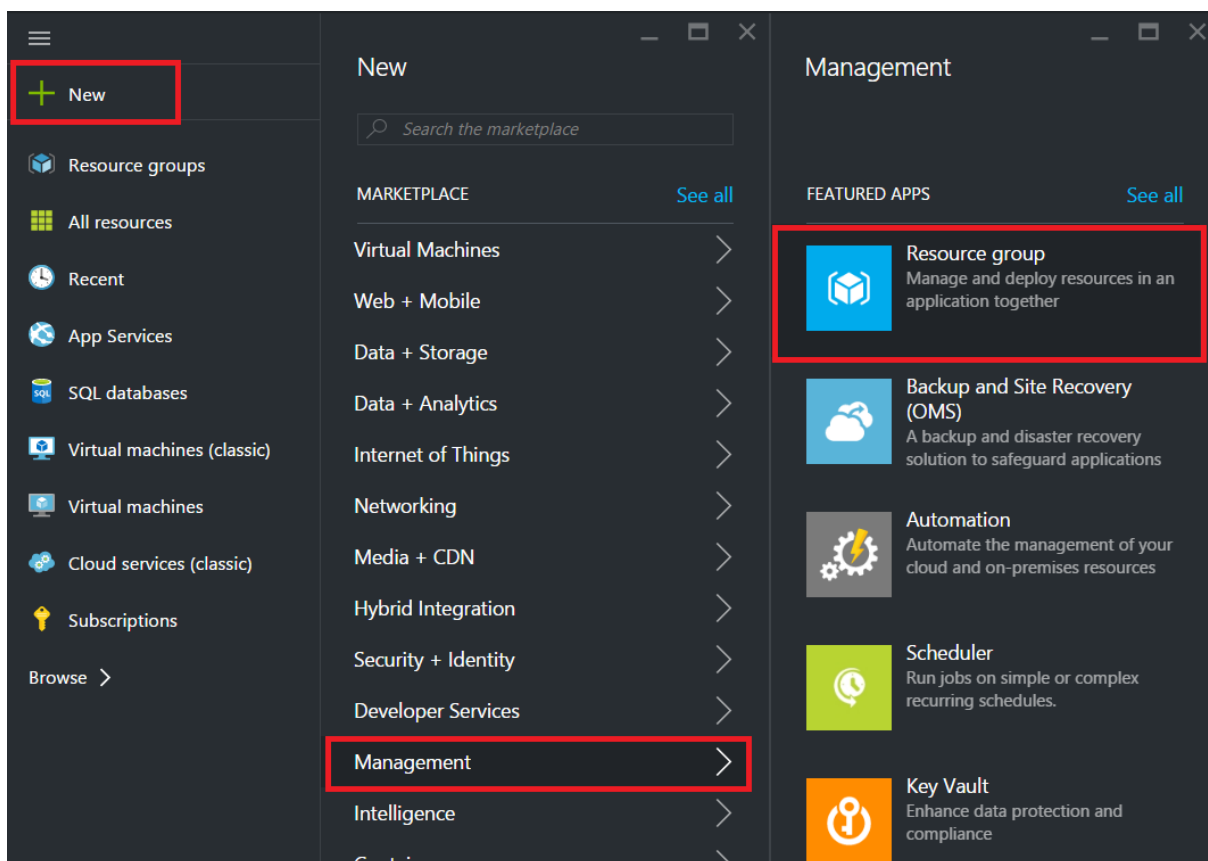 New
Resource groups
All resources
Recent
App Services
SQL
SQL databases
Virtual machines (classic)
Virtual machines
Cloud services (classic)
Subscriptions
Browse
New
Search the marketplace
MARKETPLACE See all
Virtual Machines
Web + Mobile
Data + Storage
Data + Analytics
Internet of Things
Networking
Media + CDN
Hybrid Integration
Security + Identity
Developer Services
Management
Intelligence
Management
FEATURED APPS See all
Resource group
Manage and deploy resources in an
application together
Backup and Site Recovery
(OMS)
A backup and disaster recovery
solution to safeguard applications
Automation
Automate the management of your
cloud and on-premises resources
Scheduler
Run jobs on simple or complex
recurring schedules.
Key Vault
Enhance data protection and
compliance